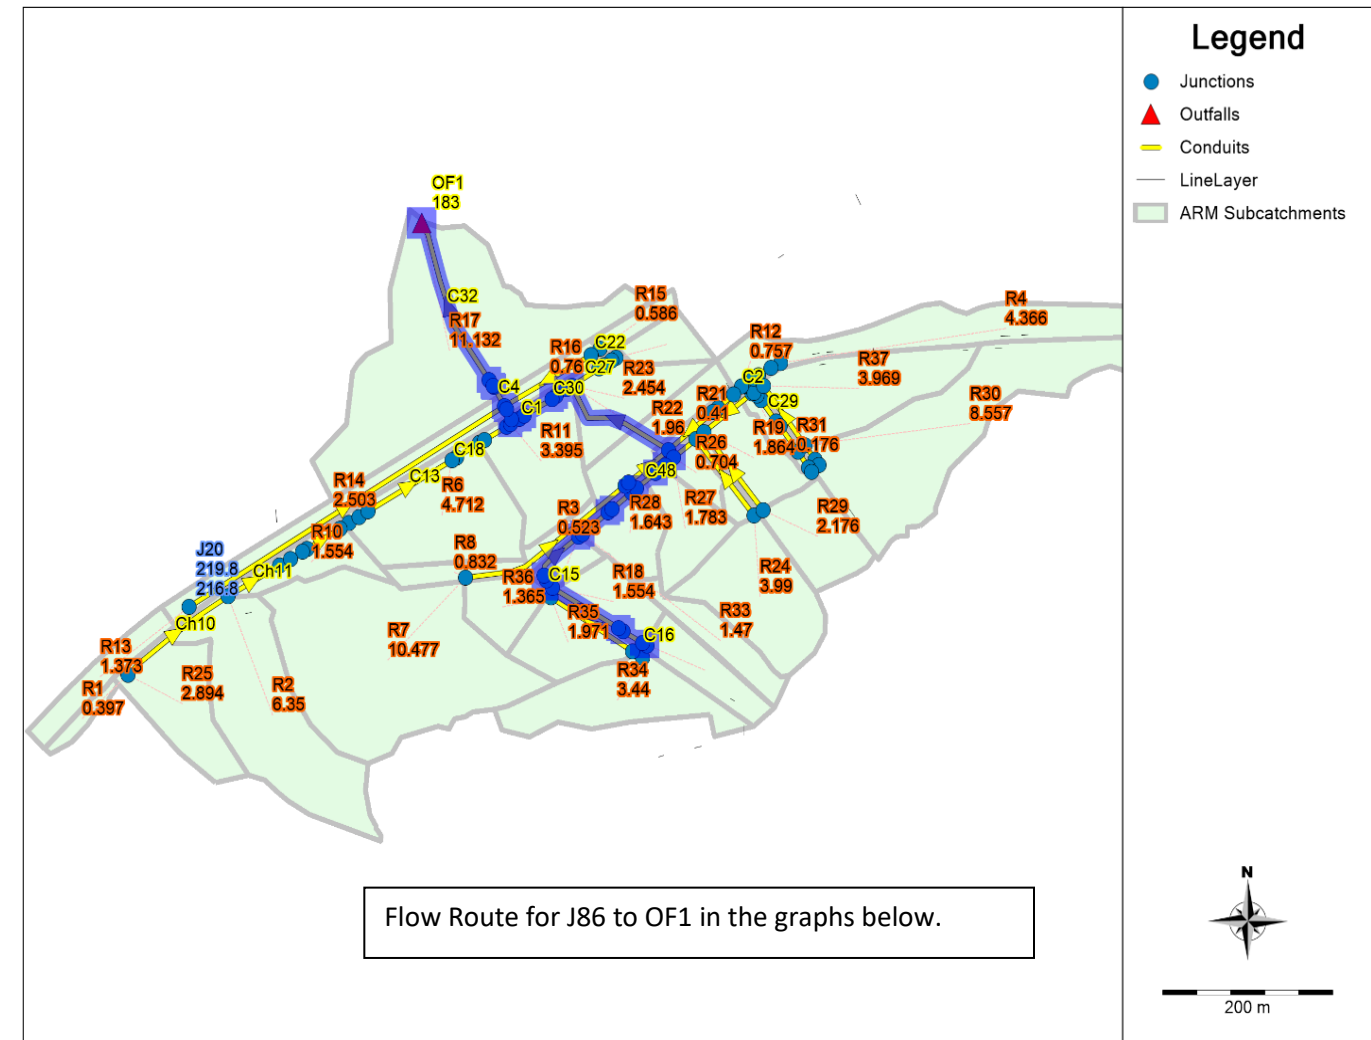 Legend
Junctions
Outfalls
Conduits
LineLayer
ARM Subcatchments
OF1
183
C32
R17
11.132
R15
0.586
R4
4.366
R12
0.757
R16
0.76
C22
C27
R23
2.454
R37
3.969
C4
C30
C2
C29
R30
8.557
C1
R21
0.41
R22
1.96
R19
1.864
R31
0.176
R11
3.395
R26
0.704
C18
C13
C48
R14
2.503
R6
4.712
R3
0.523
R28
1.643
R27
1.783
R29
2.176
R10
1.554
J20
219.8
216.8
Ch11
R8
0.832
R36
1.365
C15
R18
1.554
R24
3.99
Ch10
R7
10.477
R35
1.971
C16
R33
1.47
R13
1.373
R1
0.397
R25
2.894
R2
6.35
R34
3.44
Flow Route for J86 to OF1 in the graphs below.
N
200 m